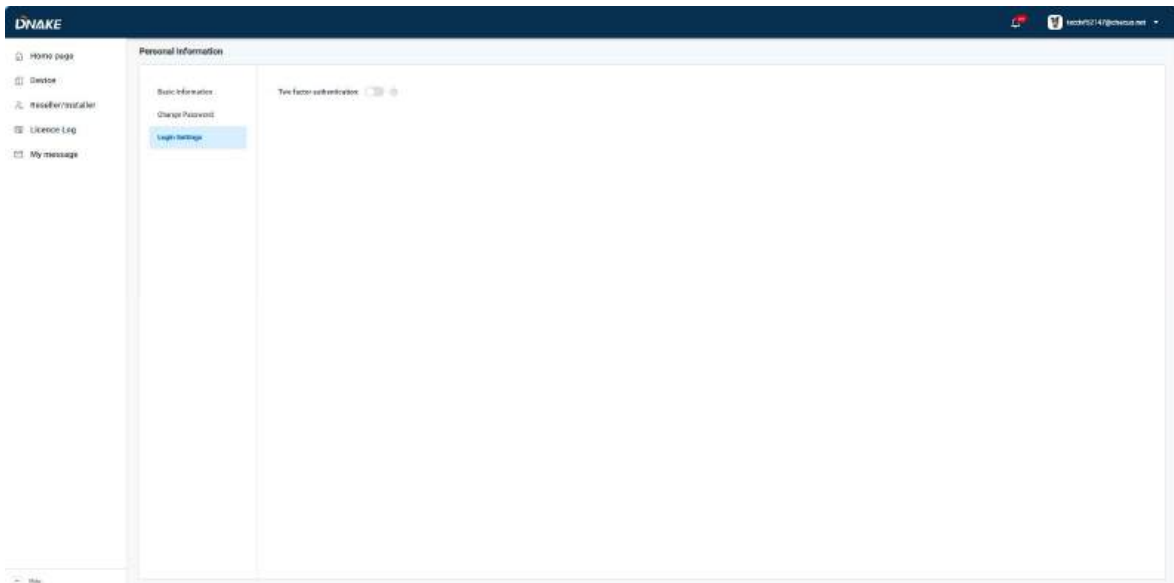 DNAKE
Home page
Device
Reseller/Installer
Licence Log
My message
Personal Information
Basic Information
Change Password
Login Settings
Two factor authentication